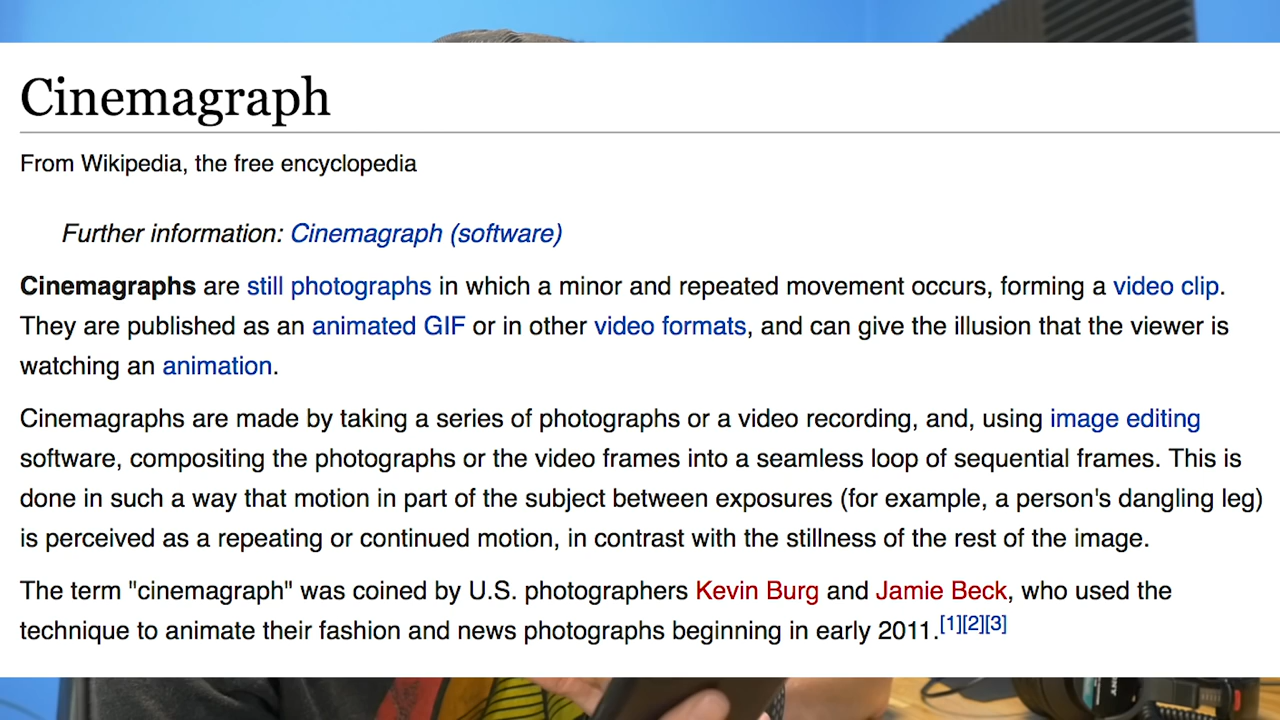 Cinemagraph
From Wikipedia, the free encyclopedia
Further information: Cinemagraph (software)
Cinemagraphs are still photographs in which a minor and repeated movement occurs, forming a video clip.
They are published as an animated GIF or in other video formats, and can give the illusion that the viewer is
watching an animation.
Cinemagraphs are made by taking a series of photographs or a video recording, and, using image editing
software, compositing the photographs or the video frames into a seamless loop of sequential frames. This is
done in such a way that motion in part of the subject between exposures (for example, a person's dangling leg)
is perceived as a repeating or continued motion, in contrast with the stillness of the rest of the image.
The term "cinemagraph" was coined by U.S. photographers Kevin Burg and Jamie Beck, who used the
technique to animate their fashion and news photographs beginning in early 2011.[1][2][3]
SONY